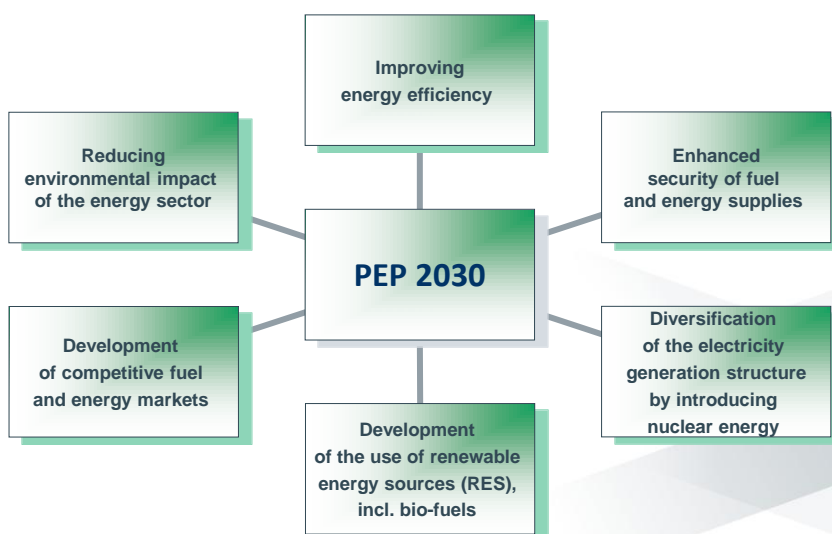 Improving
energy efficiency
Reducing
environmental impact
of the energy sector
Enhanced
security of fuel
and energy supplies
PEP 2030
Development
of competitive fuel
and energy markets
Diversification
of the electricity
generation structure
by introducing
nuclear energy
Development
of the use of renewable
energy sources (RES),
incl. bio-fuels